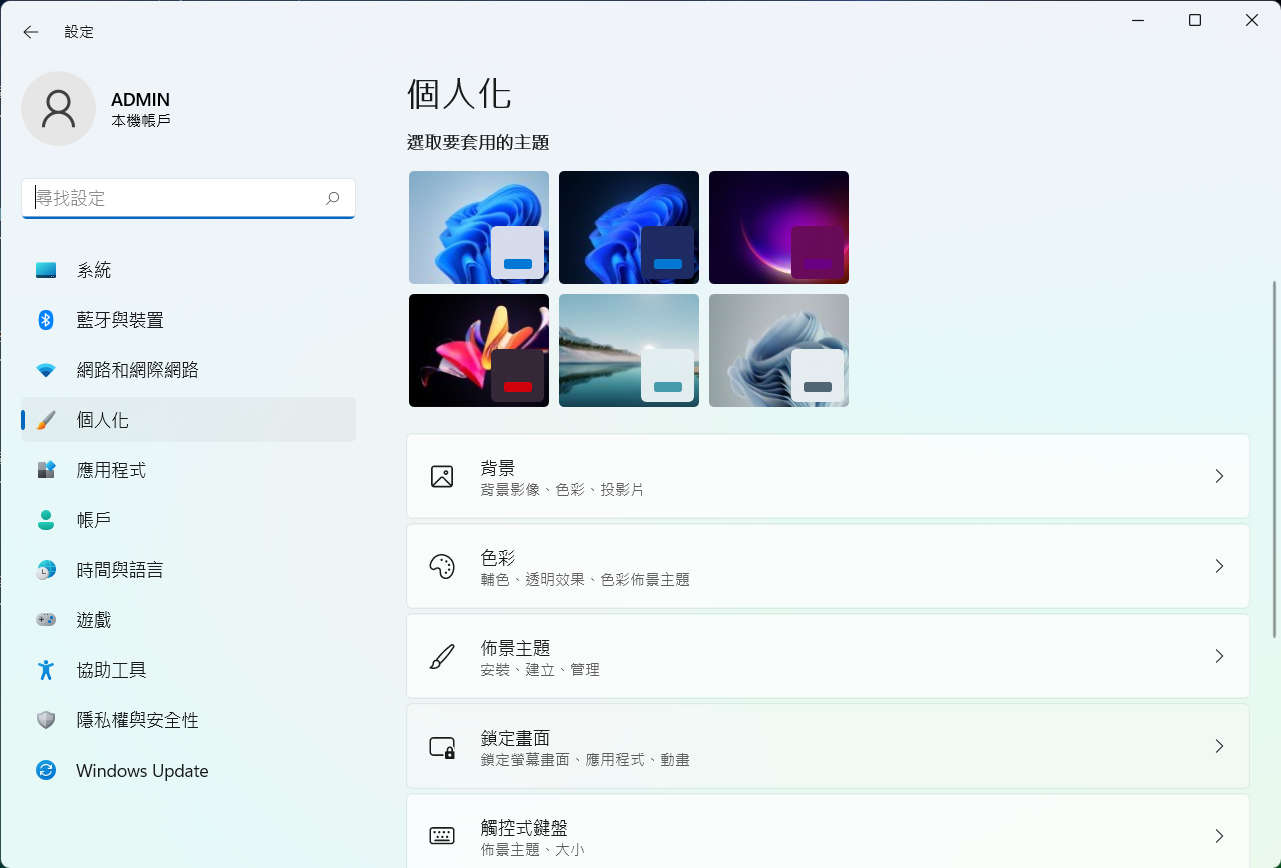 設定
ADMIN
本機帳戶
尋找設定
系統
藍牙與裝置
網路和網際網路
個人化
應用程式
帳戶
時間與語言
遊戲
協助工具
隱私權與安全性
Windows Update
個人化
選取要套用的主題
背景
背景影像、色彩、投影片
色彩
輔色、透明效果、色彩佈景主題
佈景主題
安裝、建立、管理
鎖定畫面
鎖定螢幕畫面、應用程式、動畫
觸控式鍵盤
佈景主題、大小